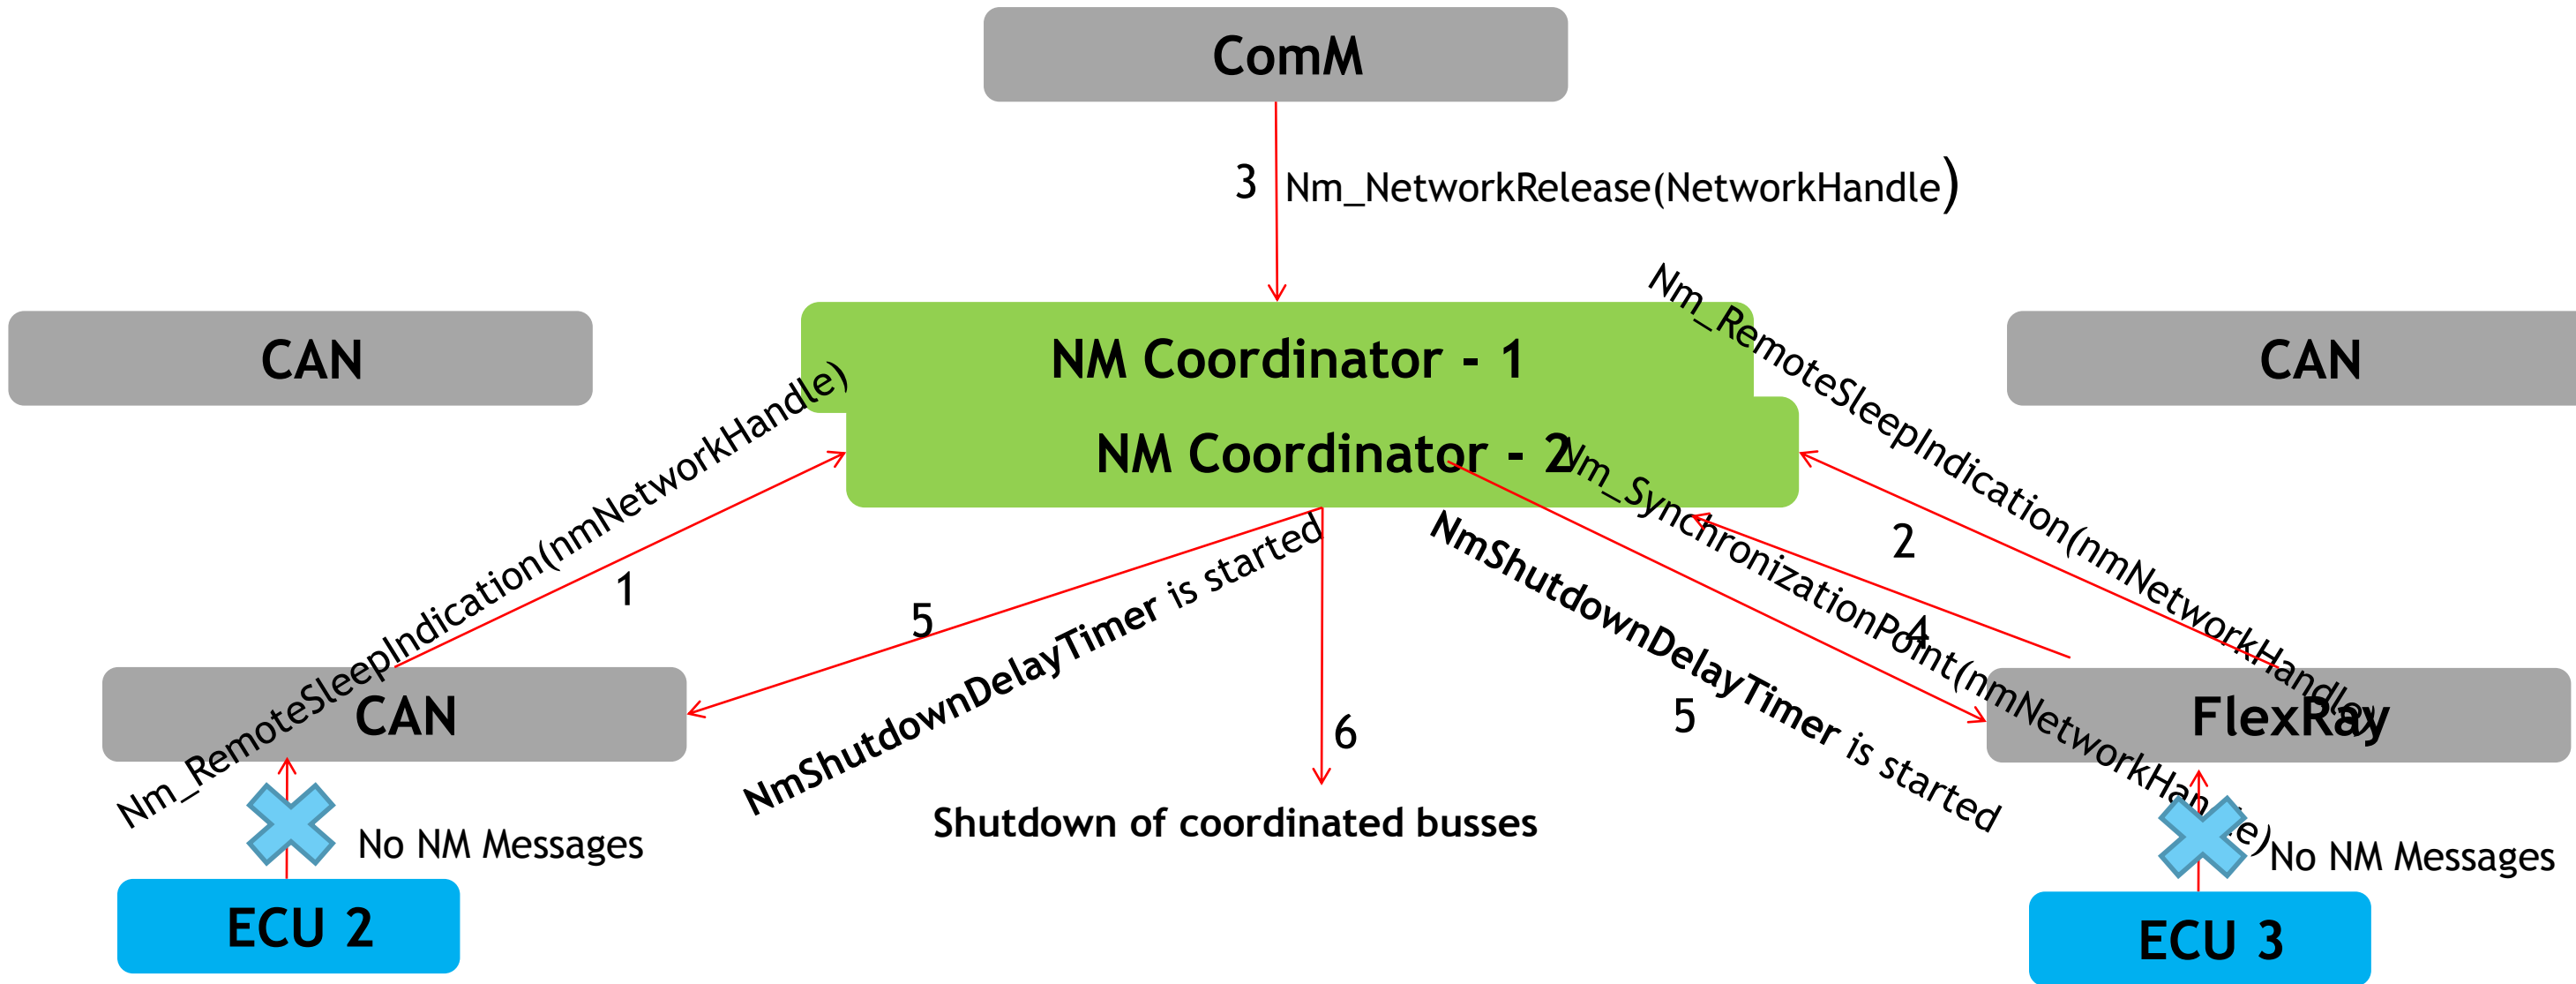 ComM
3
Nm_NetworkRelease(NetworkHandle)
CAN
NM Coordinator - 1
CAN
NM Coordinator - 2
Nm_RemoteSleepIndication(nmNetworkHandle)
1
Nm_RemoteSleepIndication(nmNetworkHandle)
2
Nm_SynchronizationPoint(nmNetworkHandle)
4
5
NmShutdownDelayTimer is started
NmShutdownDelayTimer is started
5
6
CAN
FlexRay
Shutdown of coordinated busses
No NM Messages
No NM Messages
ECU 2
ECU 3